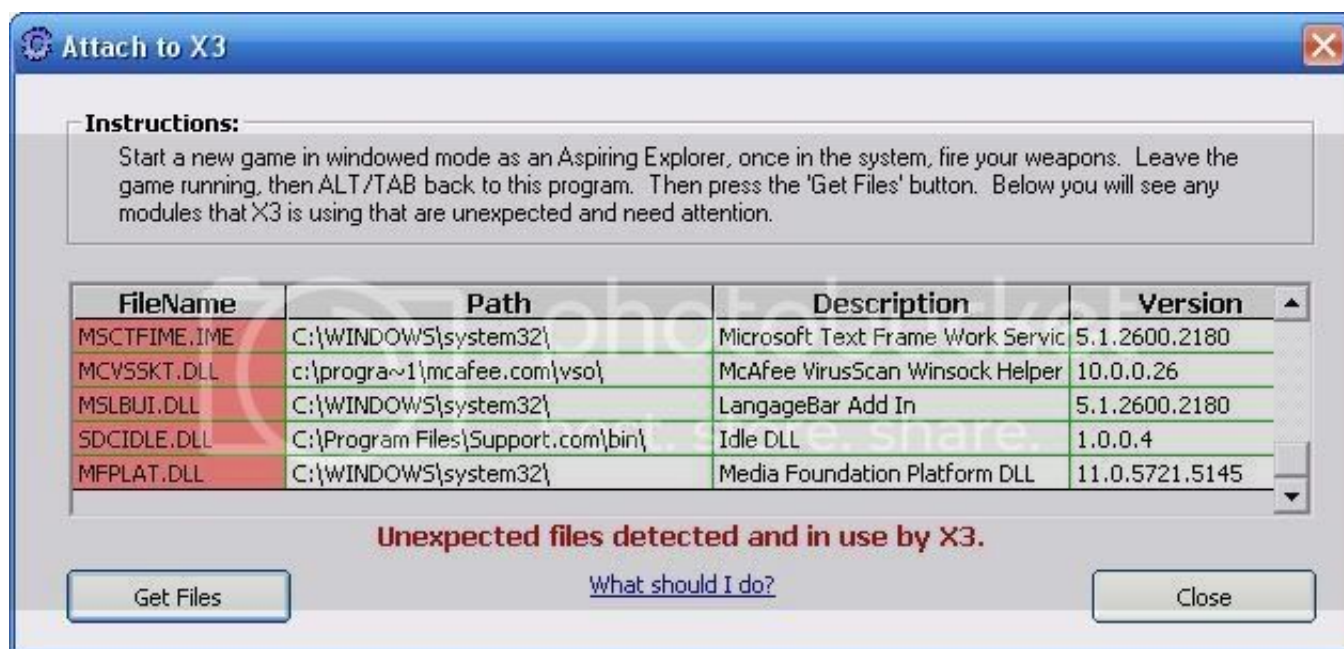 Attach to X3
Instructions:
Start a new game in windowed mode as an Aspiring Explorer, once in the system, fire your weapons. Leave the
game running, then ALT/TAB back to this program. Then press the 'Get Files' button. Below you will see any
modules that X3 is using that are unexpected and need attention.
FileName Path Description Version
MSCTFIME.IME C:\WINDOWS\system32\ Microsoft Text Frame Work Servic 5.1.2600.2180
MCVSSKT.DLL c:\progra~1\mcafee.com\vso\ McAfee VirusScan Winsock Helper 10.0.0.26
MSLBUI.DLL C:\WINDOWS\system32\ LangageBar Add In 5.1.2600.2180
SDCIDLE.DLL C:\Program Files\Support.com\bin\ Idle DLL 1.0.0.4
MFPLAT.DLL C:\WINDOWS\system32\ Media Foundation Platform DLL 11.0.5721.5145
photobucket
host. store. share.
Unexpected files detected and in use by X3.
Get Files What should I do? Close